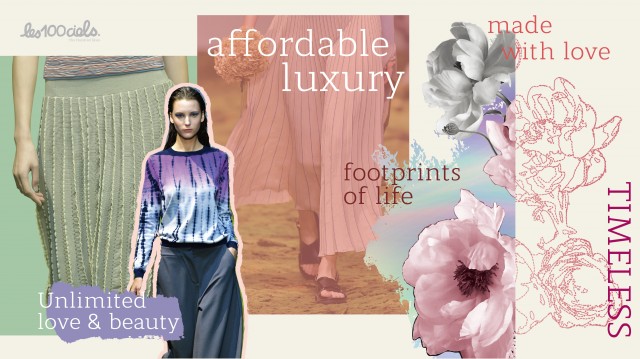 les100ciels.
affordable
luxury
made
with love
footprints
of life
TIMELESS
Unlimited
love & beauty